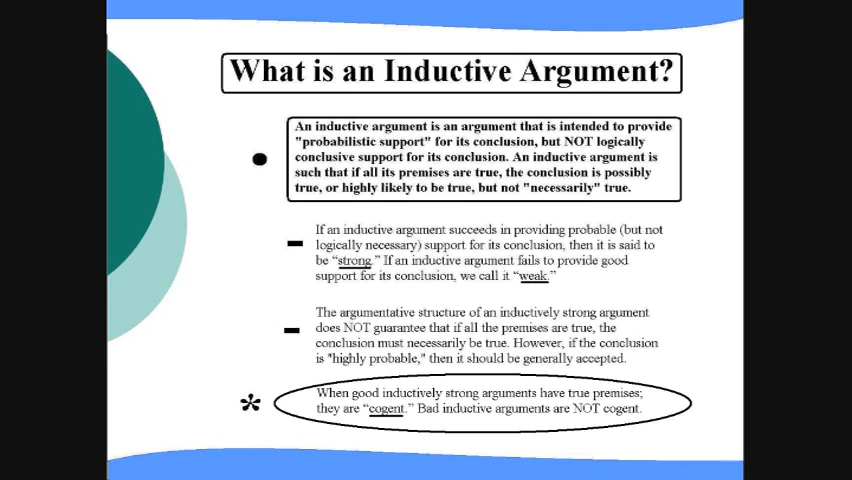 What is an Inductive Argument?
An inductive argument is an argument that is intended to provide
"probabilistic support" for its conclusion, but NOT logically
conclusive support for its conclusion. An inductive argument is
such that if all its premises are true, the conclusion is possibly
true, or highly likely to be true, but not "necessarily" true.
If an inductive argument succeeds in providing probable (but not
logically necessary) support for its conclusion, then it is said to
be “strong.” If an inductive argument fails to provide good
support for its conclusion, we call it “weak.”
The argumentative structure of an inductively strong argument
does NOT guarantee that if all the premises are true, the
conclusion must necessarily be true. However, if the conclusion
is "highly probable," then it should be generally accepted.
When good inductively strong arguments have true premises;
they are “cogent.” Bad inductive arguments are NOT cogent.